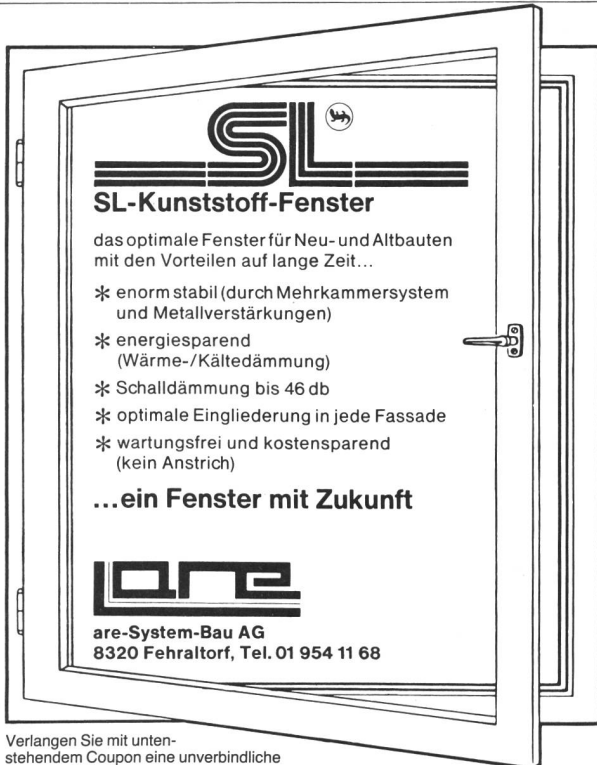 SL
SL-Kunststoff-Fenster
das optimale Fenster für Neu- und Altbauten
mit den Vorteilen auf lange Zeit...
✻ enorm stabil (durch Mehrkammersystem
und Metallverstärkungen)
✻ energiesparend
(Wärme-/Kältedämmung)
✻ Schalldämmung bis 46 db
✻ optimale Eingliederung in jede Fassade
✻ wartungsfrei und kostensparend
(kein Anstrich)
...ein Fenster mit Zukunft
are
are-System-Bau AG
8320 Fehraltorf, Tel. 01 954 11 68
Verlangen Sie mit unten-
stehendem Coupon eine unverbindliche